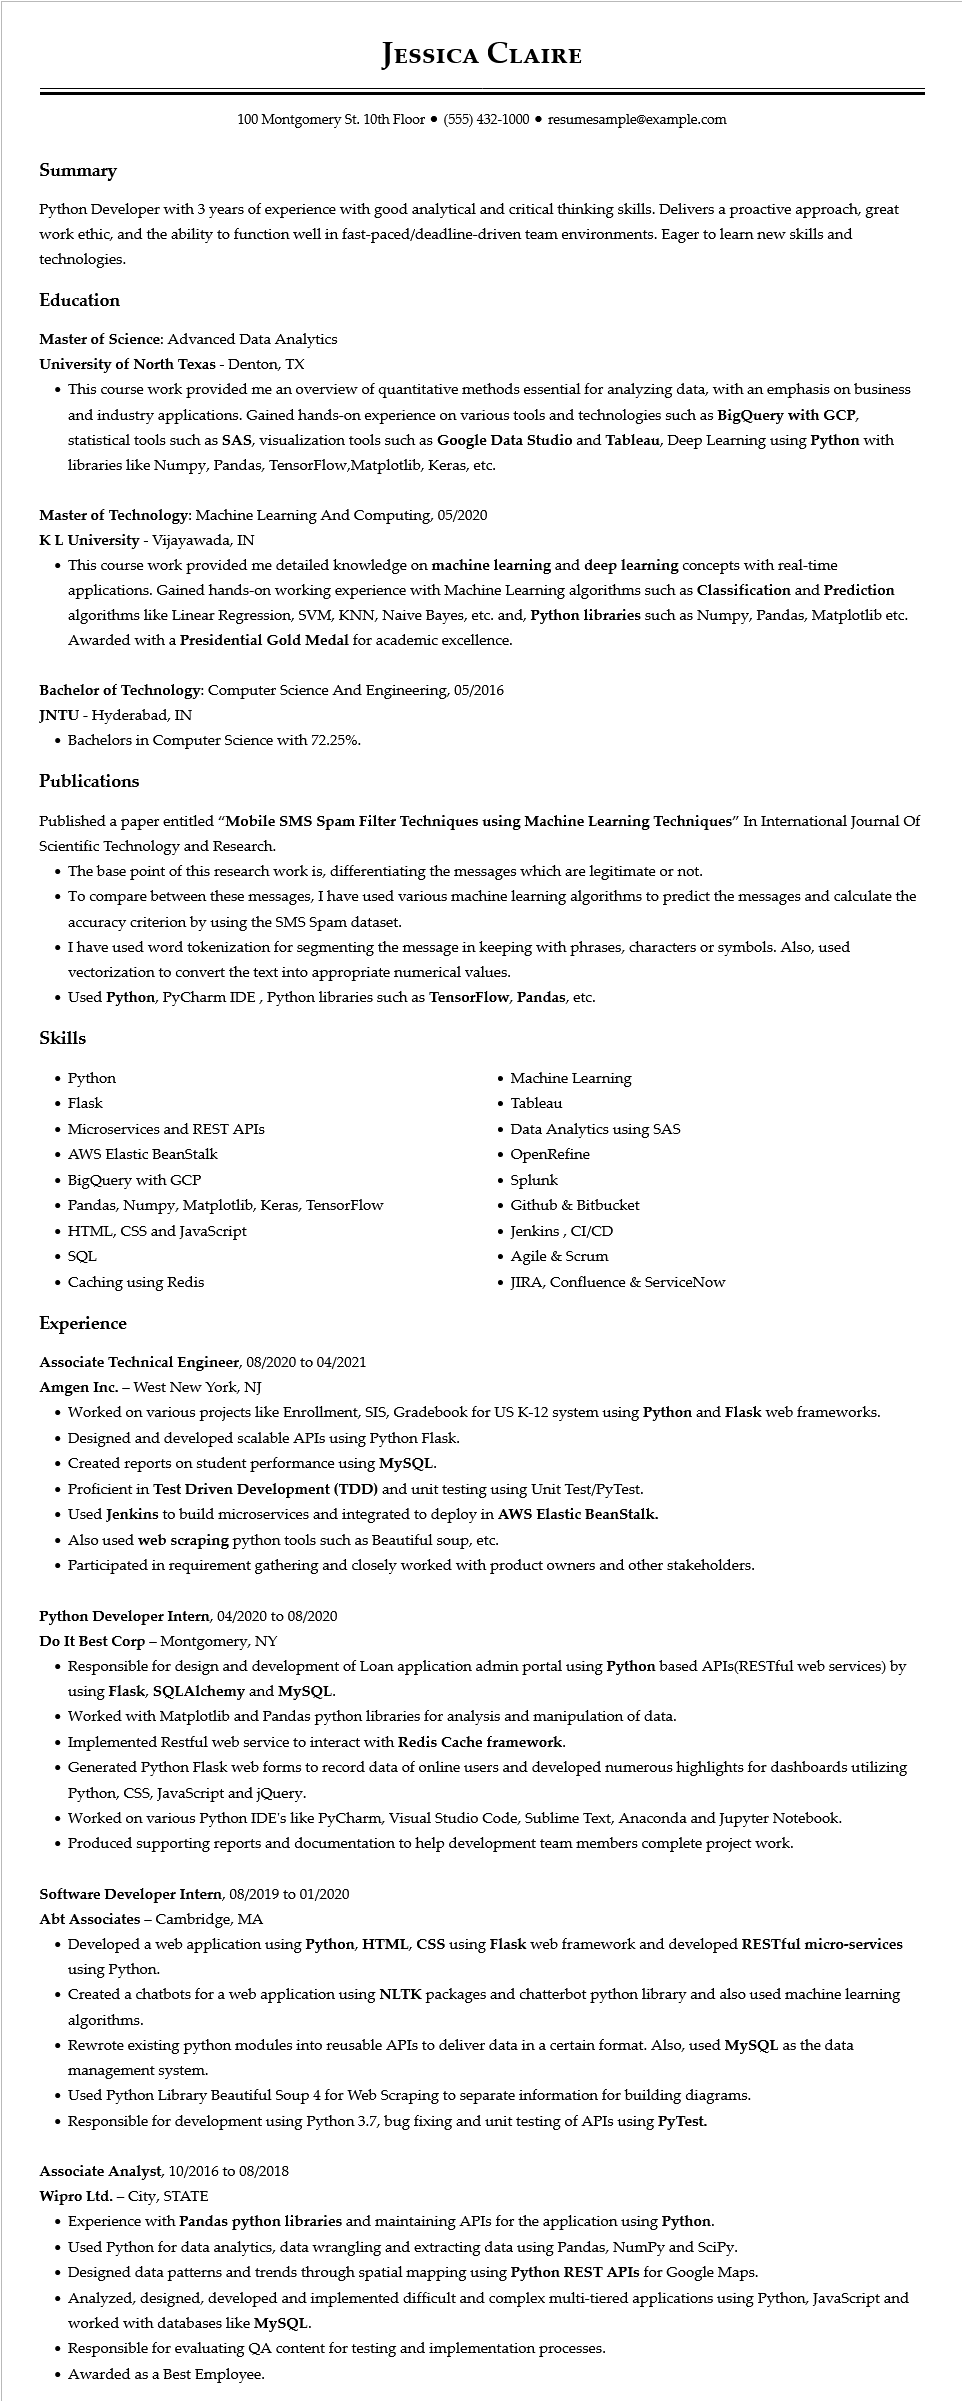 Jessica Claire
100 Montgomery St. 10th Floor ● (555) 432-1000 ● resumesample@example.com
Summary
Python Developer with 3 years of experience with good analytical and critical thinking skills. Delivers a proactive approach, great
work ethic, and the ability to function well in fast-paced/deadline-driven team environments. Eager to learn new skills and
technologies.
Education
Master of Science: Advanced Data Analytics
University of North Texas - Denton, TX
• This course work provided me an overview of quantitative methods essential for analyzing data, with an emphasis on business
and industry applications. Gained hands-on experience on various tools and technologies such as BigQuery with GCP,
statistical tools such as SAS, visualization tools such as Google Data Studio and Tableau, Deep Learning using Python with
libraries like Numpy, Pandas, TensorFlow,Matplotlib, Keras, etc.
Master of Technology: Machine Learning And Computing, 05/2020
K L University - Vijayawada, IN
• This course work provided me detailed knowledge on machine learning and deep learning concepts with real-time
applications. Gained hands-on working experience with Machine Learning algorithms such as Classification and Prediction
algorithms like Linear Regression, SVM, KNN, Naive Bayes, etc. and, Python libraries such as Numpy, Pandas, Matplotlib etc.
Awarded with a Presidential Gold Medal for academic excellence.
Bachelor of Technology: Computer Science And Engineering, 05/2016
JNTU - Hyderabad, IN
• Bachelors in Computer Science with 72.25%.
Publications
Published a paper entitled “Mobile SMS Spam Filter Techniques using Machine Learning Techniques” In International Journal Of
Scientific Technology and Research.
• The base point of this research work is, differentiating the messages which are legitimate or not.
• To compare between these messages, I have used various machine learning algorithms to predict the messages and calculate the
accuracy criterion by using the SMS Spam dataset.
• I have used word tokenization for segmenting the message in keeping with phrases, characters or symbols. Also, used
vectorization to convert the text into appropriate numerical values.
• Used Python, PyCharm IDE , Python libraries such as TensorFlow, Pandas, etc.
Skills
• Python
• Flask
• Microservices and REST APIs
• AWS Elastic BeanStalk
• BigQuery with GCP
• Pandas, Numpy, Matplotlib, Keras, TensorFlow
• HTML, CSS and JavaScript
• SQL
• Caching using Redis
• Machine Learning
• Tableau
• Data Analytics using SAS
• OpenRefine
• Splunk
• Github & Bitbucket
• Jenkins , CI/CD
• Agile & Scrum
• JIRA, Confluence & ServiceNow
Experience
Associate Technical Engineer, 08/2020 to 04/2021
Amgen Inc. – West New York, NJ
• Worked on various projects like Enrollment, SIS, Gradebook for US K-12 system using Python and Flask web frameworks.
• Designed and developed scalable APIs using Python Flask.
• Created reports on student performance using MySQL.
• Proficient in Test Driven Development (TDD) and unit testing using Unit Test/PyTest.
• Used Jenkins to build microservices and integrated to deploy in AWS Elastic BeanStalk.
• Also used web scraping python tools such as Beautiful soup, etc.
• Participated in requirement gathering and closely worked with product owners and other stakeholders.
Python Developer Intern, 04/2020 to 08/2020
Do It Best Corp – Montgomery, NY
• Responsible for design and development of Loan application admin portal using Python based APIs(RESTful web services) by
using Flask, SQLAlchemy and MySQL.
• Worked with Matplotlib and Pandas python libraries for analysis and manipulation of data.
• Implemented Restful web service to interact with Redis Cache framework.
• Generated Python Flask web forms to record data of online users and developed numerous highlights for dashboards utilizing
Python, CSS, JavaScript and jQuery.
• Worked on various Python IDE's like PyCharm, Visual Studio Code, Sublime Text, Anaconda and Jupyter Notebook.
• Produced supporting reports and documentation to help development team members complete project work.
Software Developer Intern, 08/2019 to 01/2020
Abt Associates – Cambridge, MA
• Developed a web application using Python, HTML, CSS using Flask web framework and developed RESTful micro-services
using Python.
• Created a chatbots for a web application using NLTK packages and chatterbot python library and also used machine learning
algorithms.
• Rewrote existing python modules into reusable APIs to deliver data in a certain format. Also, used MySQL as the data
management system.
• Used Python Library Beautiful Soup 4 for Web Scraping to separate information for building diagrams.
• Responsible for development using Python 3.7, bug fixing and unit testing of APIs using PyTest.
Associate Analyst, 10/2016 to 08/2018
Wipro Ltd. – City, STATE
• Experience with Pandas python libraries and maintaining APIs for the application using Python.
• Used Python for data analytics, data wrangling and extracting data using Pandas, NumPy and SciPy.
• Designed data patterns and trends through spatial mapping using Python REST APIs for Google Maps.
• Analyzed, designed, developed and implemented difficult and complex multi-tiered applications using Python, JavaScript and
worked with databases like MySQL.
• Responsible for evaluating QA content for testing and implementation processes.
• Awarded as a Best Employee.